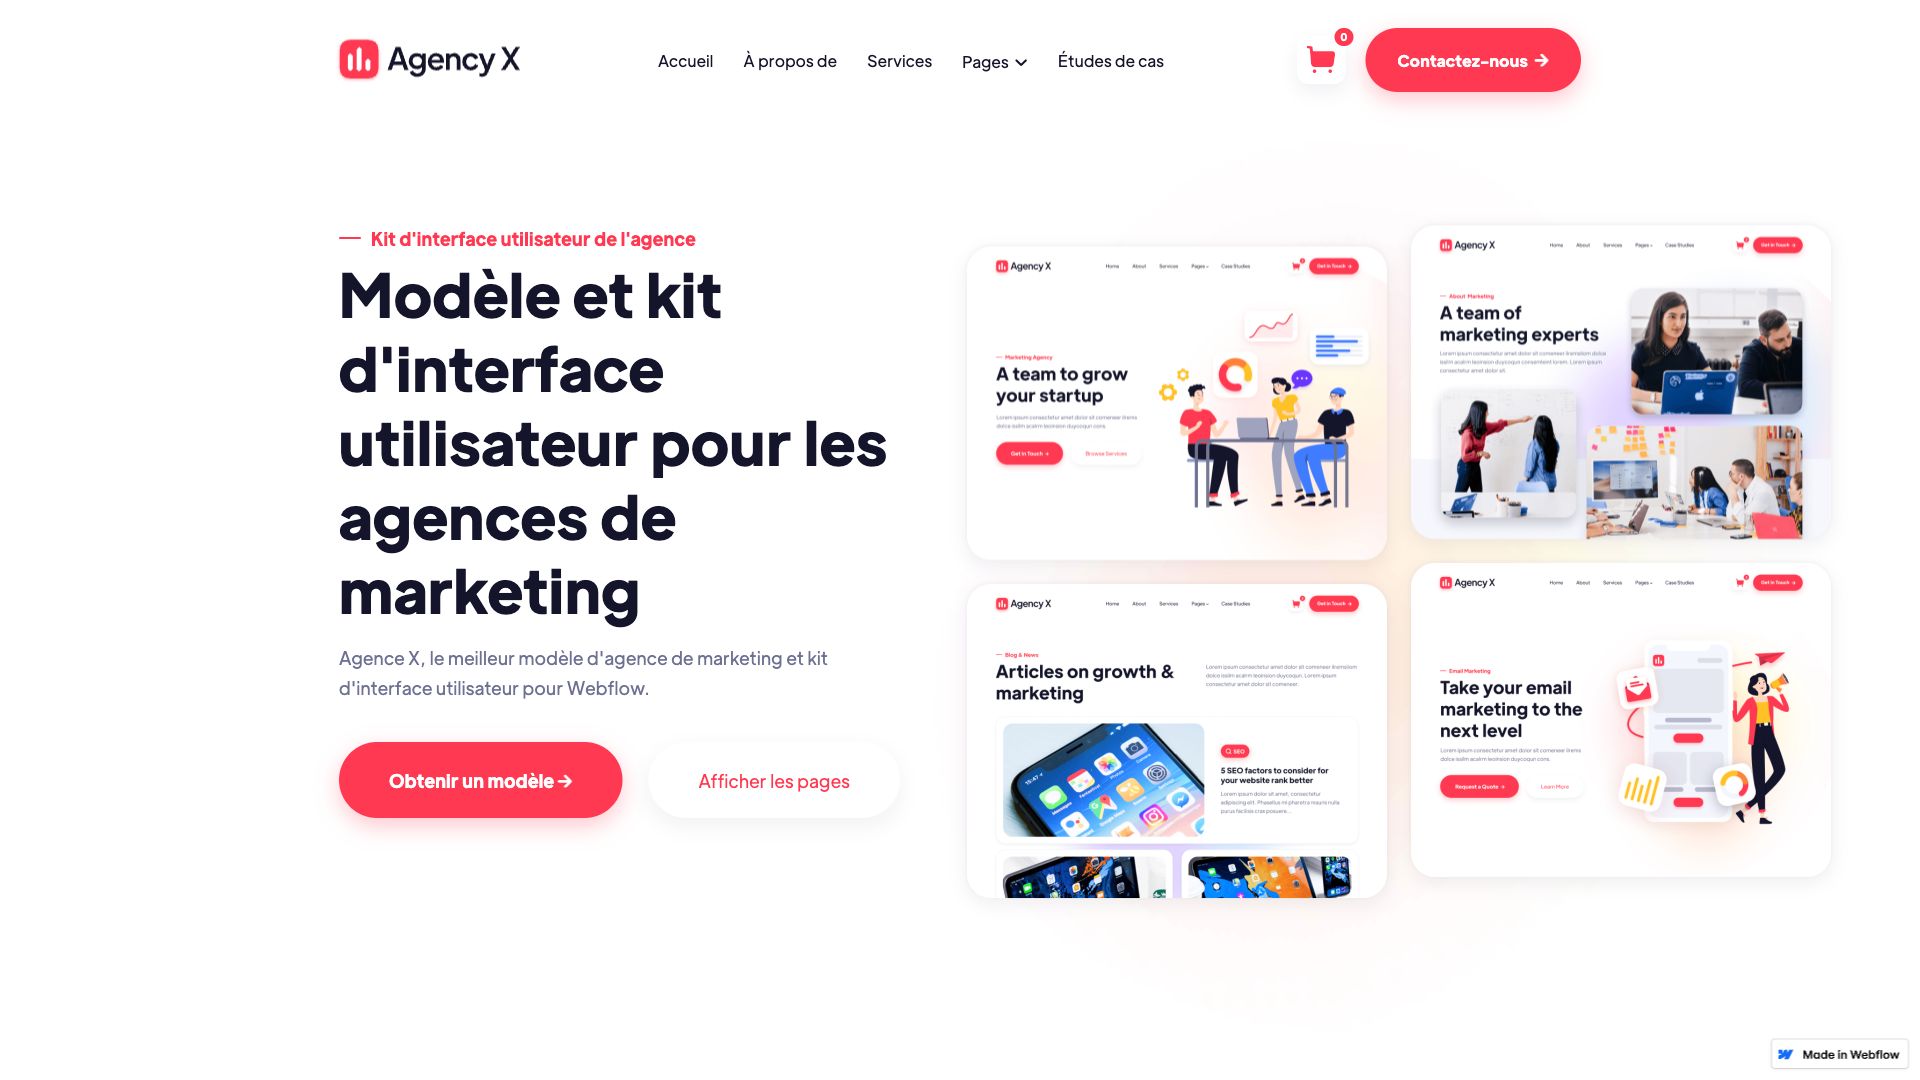 Agency X
Accueil
À propos de
Services
Pages
Études de cas
0
Contactez-nous →
Kit d'interface utilisateur de l'agence
Modèle et kit
d'interface
utilisateur pour les
agences de
marketing
Agence X, le meilleur modèle d'agence de marketing et kit
d'interface utilisateur pour Webflow.
Obtenir un modèle →
Afficher les pages
Agency X
Home
About
Services
Pages
Case Studies
Get in Touch →
Marketing Agency
A team to grow
your startup
Get in Touch →
Browse Services
Agency X
Home
About
Services
Pages
Case Studies
Get in Touch →
About Marketing
A team of
marketing experts
Agency X
Home
About
Services
Pages
Case Studies
Get in Touch →
Blog & News
Articles on growth &
marketing
SEO
5 SEO factors to consider for
your website rank better
Agency X
Home
About
Services
Pages
Case Studies
Get in Touch →
Email Marketing
Take your email
marketing to the
next level
Request a Quote →
Learn More
Made in Webflow